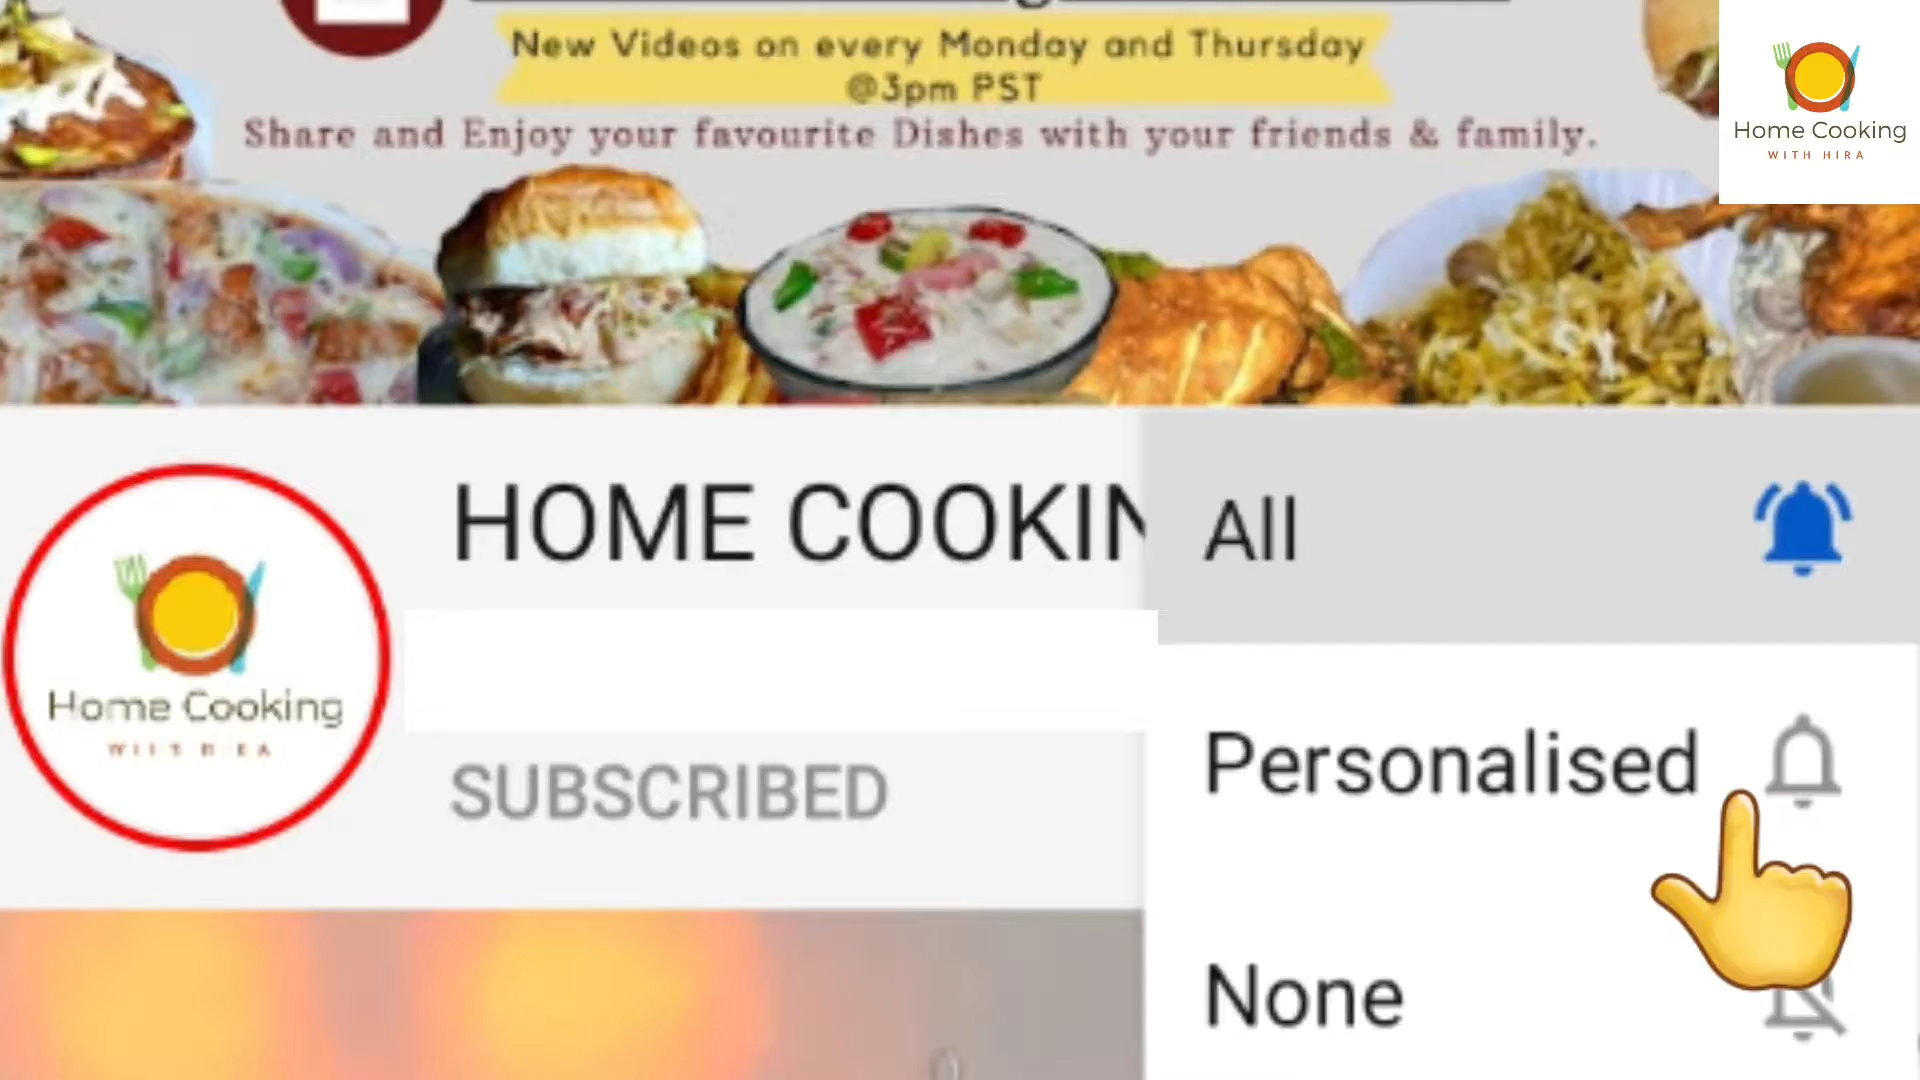 New Videos on every Monday and Thursday
@3pm PST
Share and Enjoy your favourite Dishes with your friends & family.
Home Cooking
WITH HIRA
HOME COOKIN
All
Home Cooking
Personalised
SUBSCRIBED
None